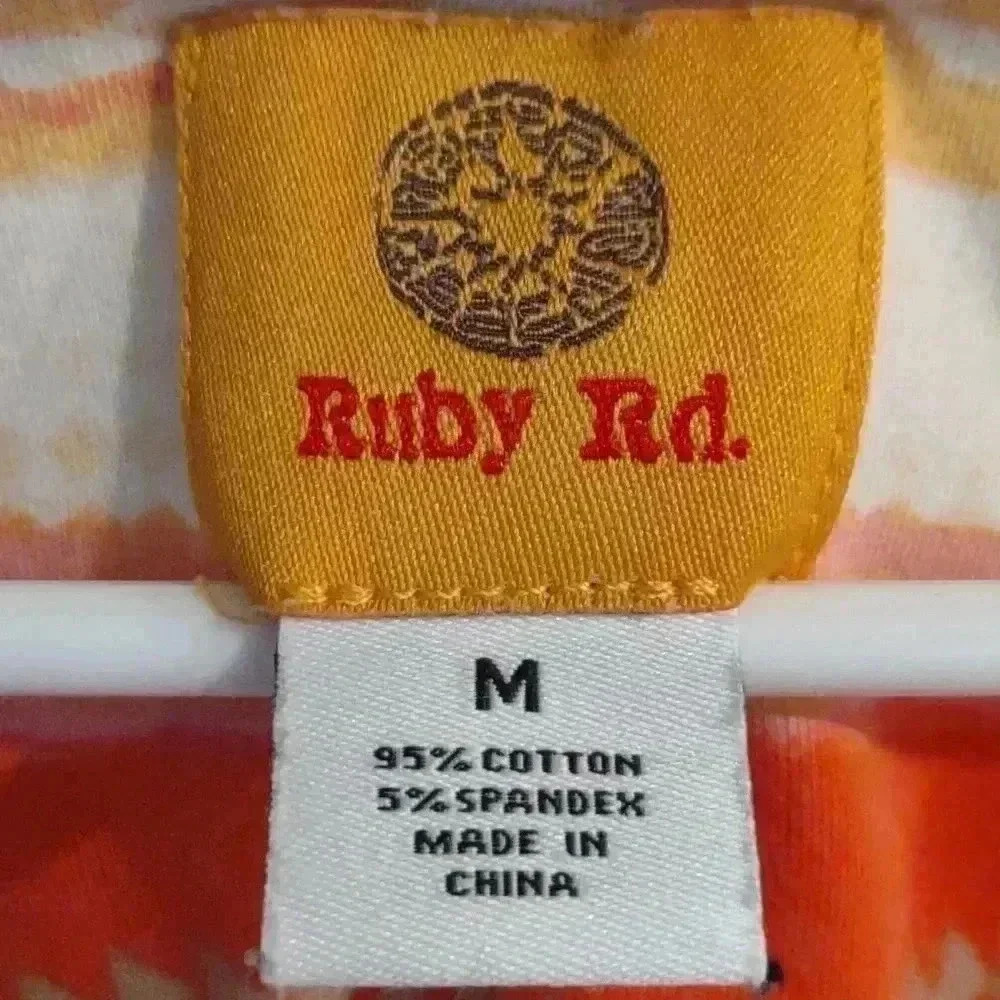 Ruby Rd.
M
95% COTTON
5% SPANDEX
MADE IN
CHINA